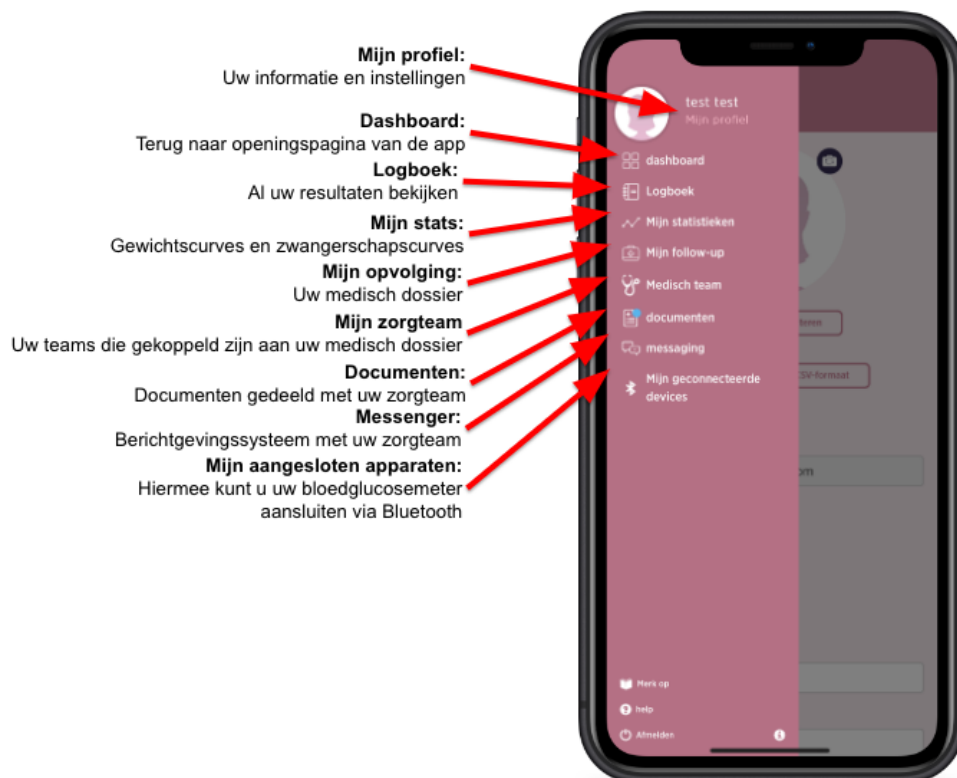 Mijn profiel:
Uw informatie en instellingen
Dashboard:
Terug naar openingspagina van de app
Logboek:
Al uw resultaten bekijken
Mijn stats:
Gewichtscurves en zwangerschapscurves
Mijn opvolging:
Uw medisch dossier
Mijn zorgteam
Uw teams die gekoppeld zijn aan uw medisch dossier
Documenten:
Documenten gedeeld met uw zorgteam
Messenger:
Berichtgevingssysteem met uw zorgteam
Mijn aangesloten apparaten:
Hiermee kunt u uw bloedglucosemeter
aansluiten via Bluetooth
test test
Mijn profiel
dashboard
Logboek
Mijn statistieken
Mijn follow-up
Medisch team
documenten
messaging
Mijn geconnecteerde
devices
Merk op
help
Afmelden
CSV-formaat